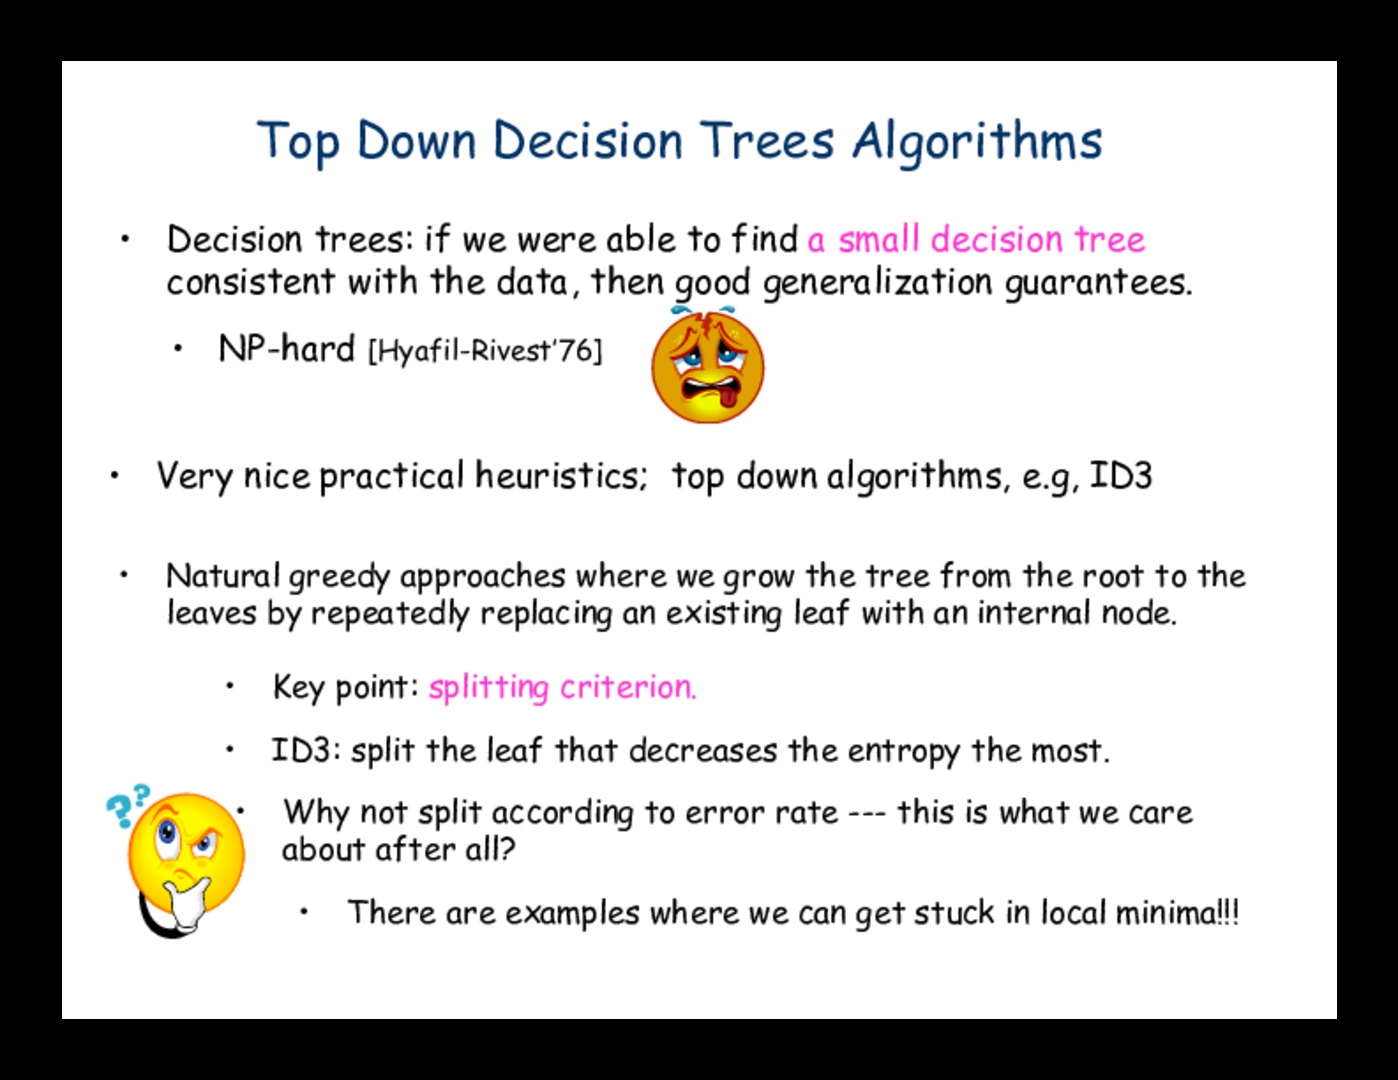 Top Down Decision Trees Algorithms
• Decision trees: if we were able to find a small decision tree
consistent with the data, then good generalization guarantees.
• NP-hard [Hyafil-Rivest'76]
• Very nice practical heuristics; top down algorithms, e.g, ID3
• Natural greedy approaches where we grow the tree from the root to the
leaves by repeatedly replacing an existing leaf with an internal node.
• Key point: splitting criterion.
• ID3: split the leaf that decreases the entropy the most.
??
• Why not split according to error rate --- this is what we care
about after all?
• There are examples where we can get stuck in local minima!!!